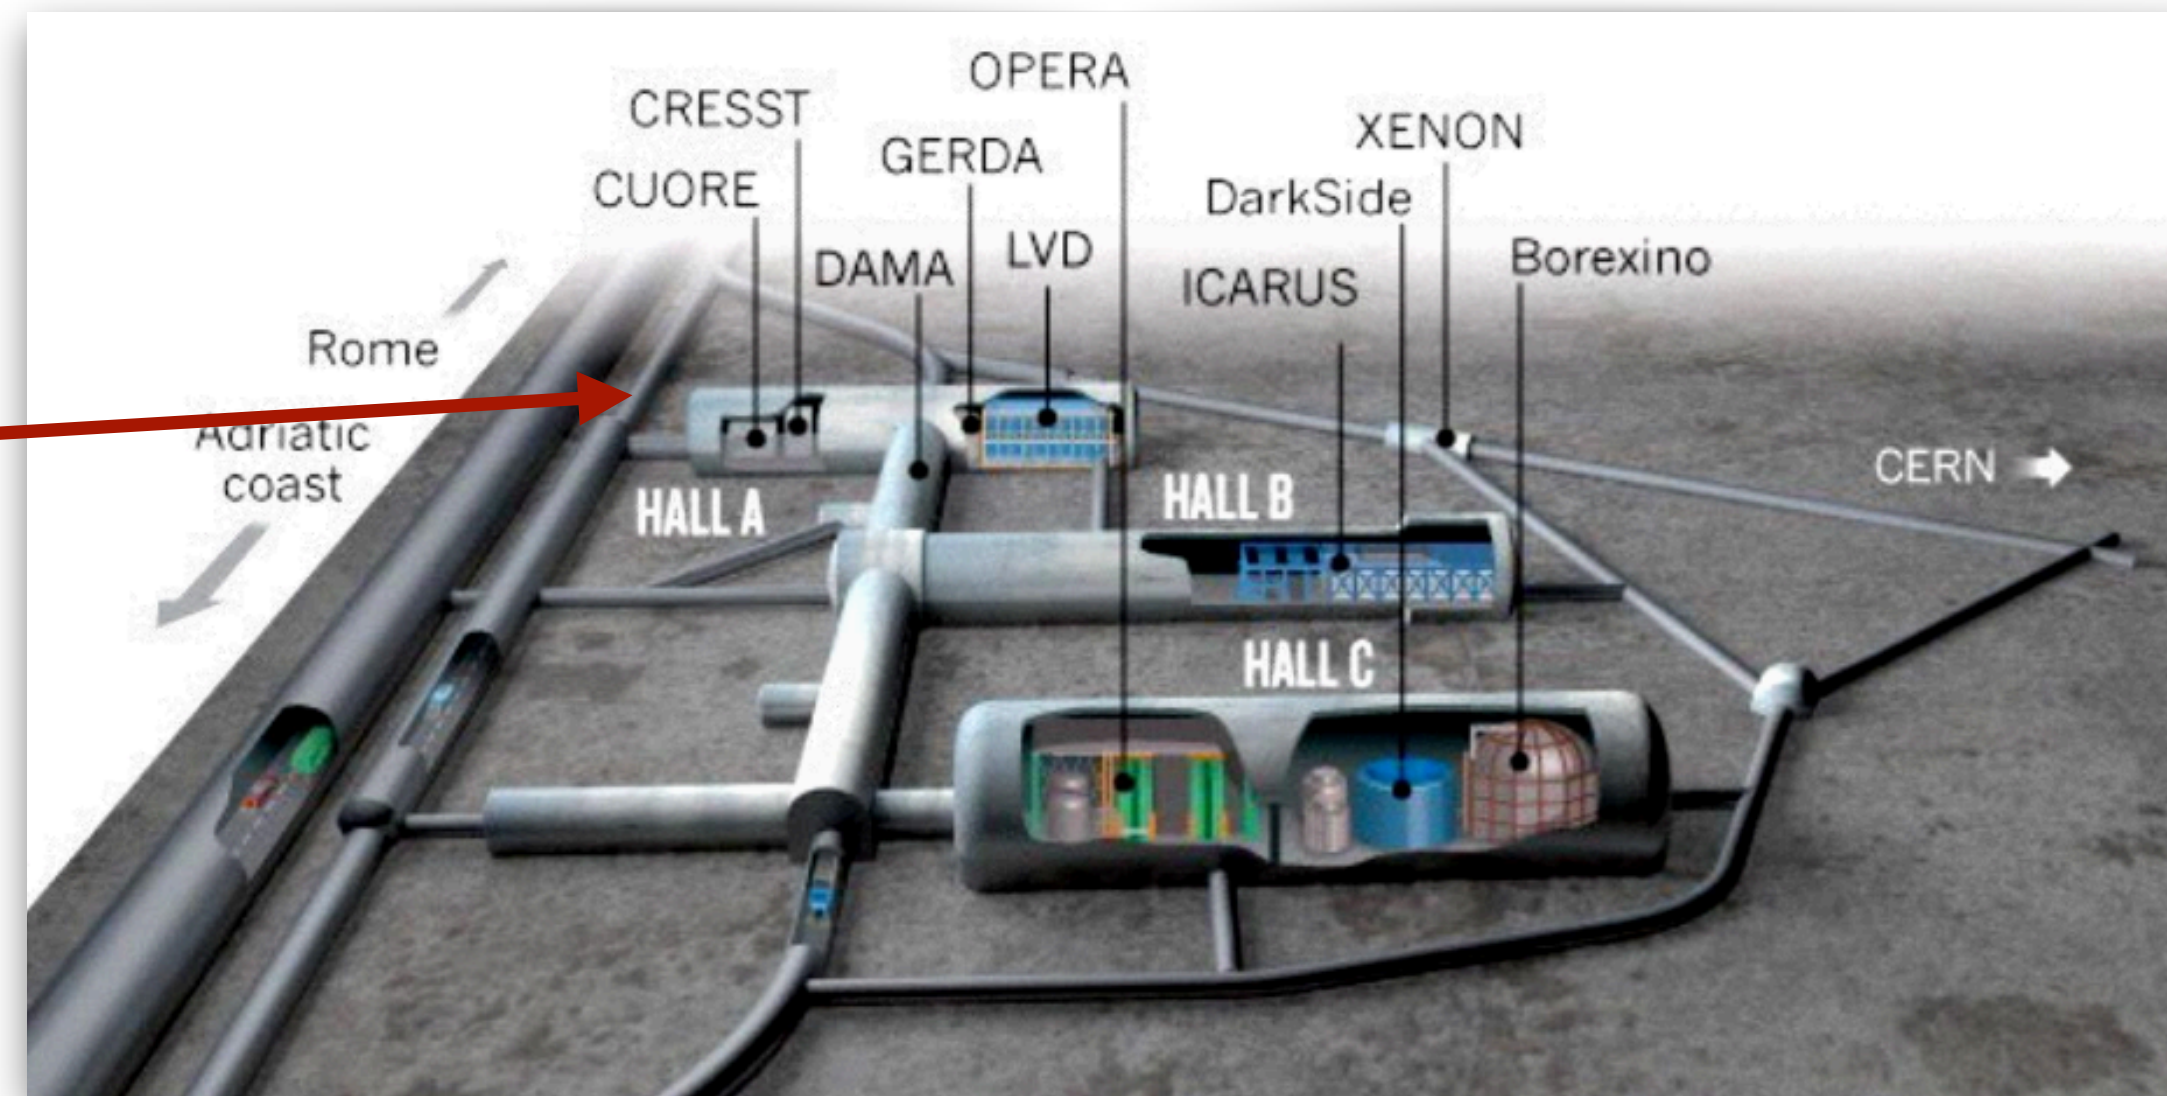 OPERA
CRESST
XENON
GERDA
CUORE
DarkSide
LVD
Borexino
DAMA
ICARUS
Rome
Adriatic
coast
CERN
HALL A
HALL B
HALL C